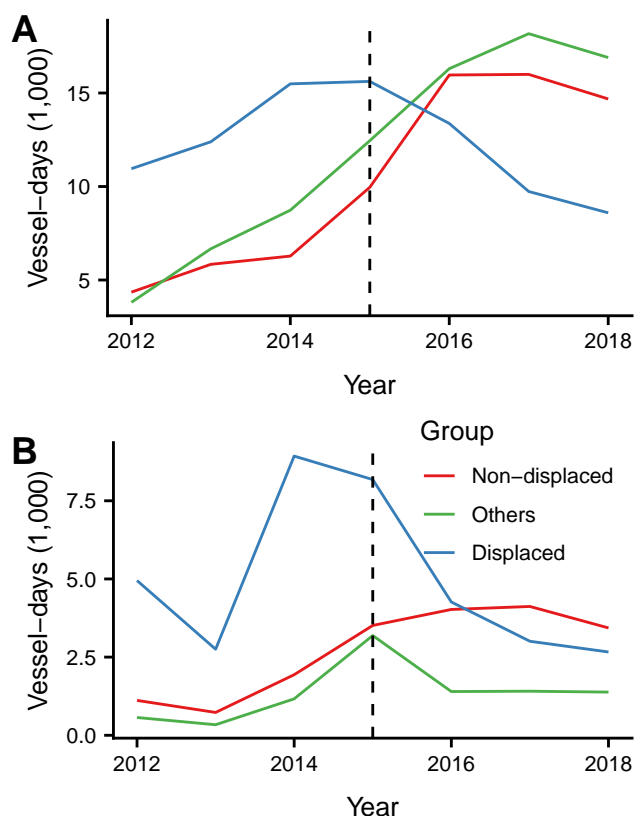 A
Vessel−days (1,000)
15
10
5
2012 2014 2016 2018
Year
B
Vessel−days (1,000)
Group
Non−displaced
Others
Displaced
7.5
5.0
2.5
0.0
2012 2014 2016 2018
Year